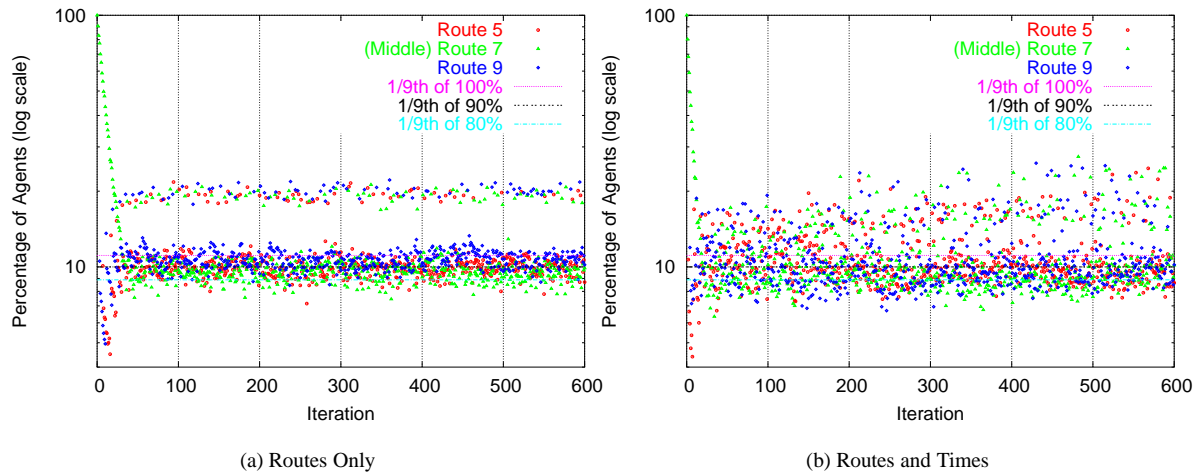 Percentage of Agents (log scale)
100
10
0
100
200
300
400
500
600
Iteration
Route 5
(Middle) Route 7
Route 9
1/9th of 100%
1/9th of 90%
1/9th of 80%
(a) Routes Only
Percentage of Agents (log scale)
100
10
0
100
200
300
400
500
600
Iteration
Route 5
(Middle) Route 7
Route 9
1/9th of 100%
1/9th of 90%
1/9th of 80%
(b) Routes and Times